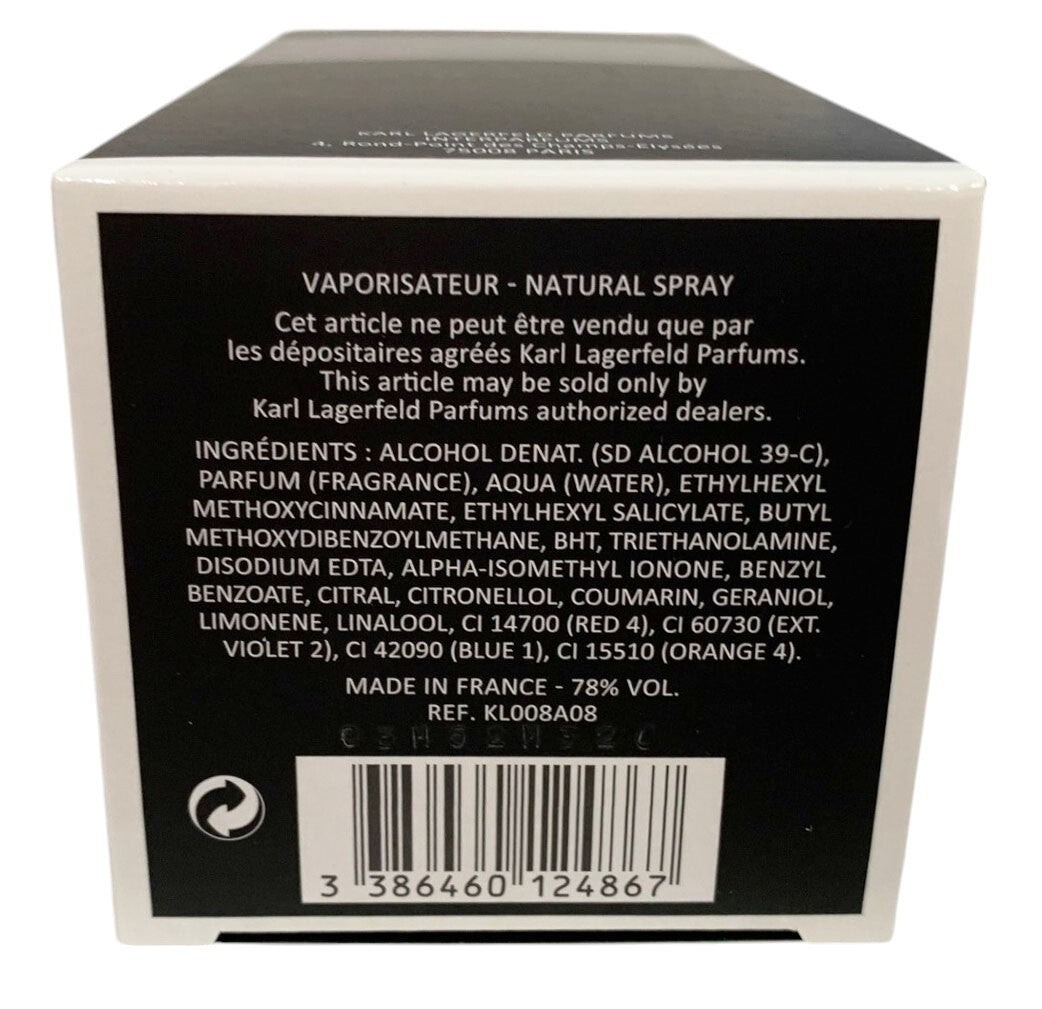 KARL LAGERFELD PARFUMS
INTERPARFUMS
4, Rond-Point des Champs-Elysées
75008 PARIS
VAPORISATEUR - NATURAL SPRAY
Cet article ne peut être vendu que par
les dépositaires agréés Karl Lagerfeld Parfums.
This article may be sold only by
Karl Lagerfeld Parfums authorized dealers.
INGRÉDIENTS : ALCOHOL DENAT. (SD ALCOHOL 39-C),
PARFUM (FRAGRANCE), AQUA (WATER), ETHYLHEXYL
METHOXYCINNAMATE, ETHYLHEXYL SALICYLATE, BUTYL
METHOXYDIBENZOYLMETHANE, BHT, TRIETHANOLAMINE,
DISODIUM EDTA, ALPHA-ISOMETHYL IONONE, BENZYL
BENZOATE, CITRAL, CITRONELLOL, COUMARIN, GERANIOL,
LIMONENE, LINALOOL, CI 14700 (RED 4), CI 60730 (EXT.
VIOLET 2), CI 42090 (BLUE 1), CI 15510 (ORANGE 4).
MADE IN FRANCE - 78% VOL.
REF. KL008A08
3 386460 124867